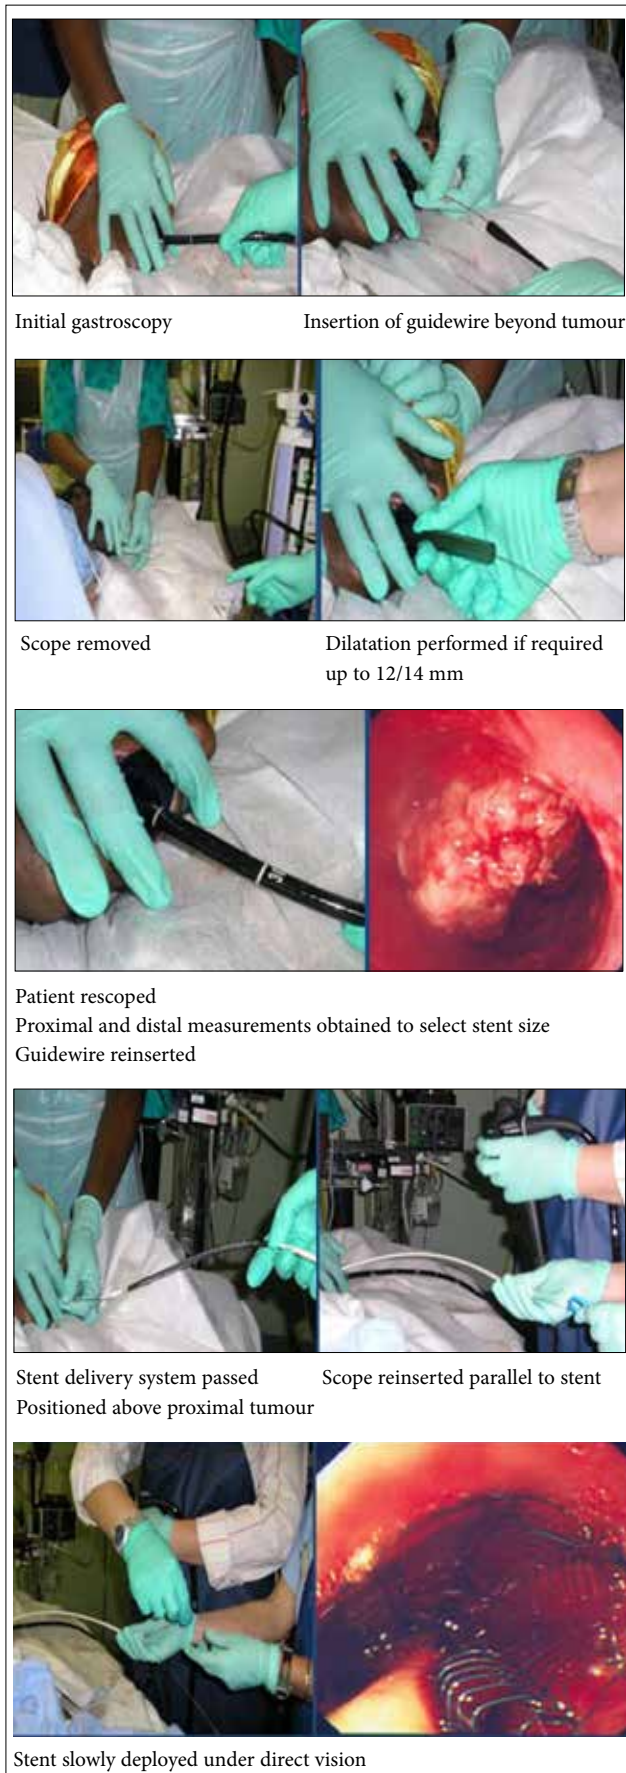 Initial gastroscopy
Insertion of guidewire beyond tumour
Scope removed
Dilatation performed if required
up to 12/14 mm
Patient rescoped
Proximal and distal measurements obtained to select stent size
Guidewire reinserted
Stent delivery system passed
Positioned above proximal tumour
Scope reinserted parallel to stent
Stent slowly deployed under direct vision